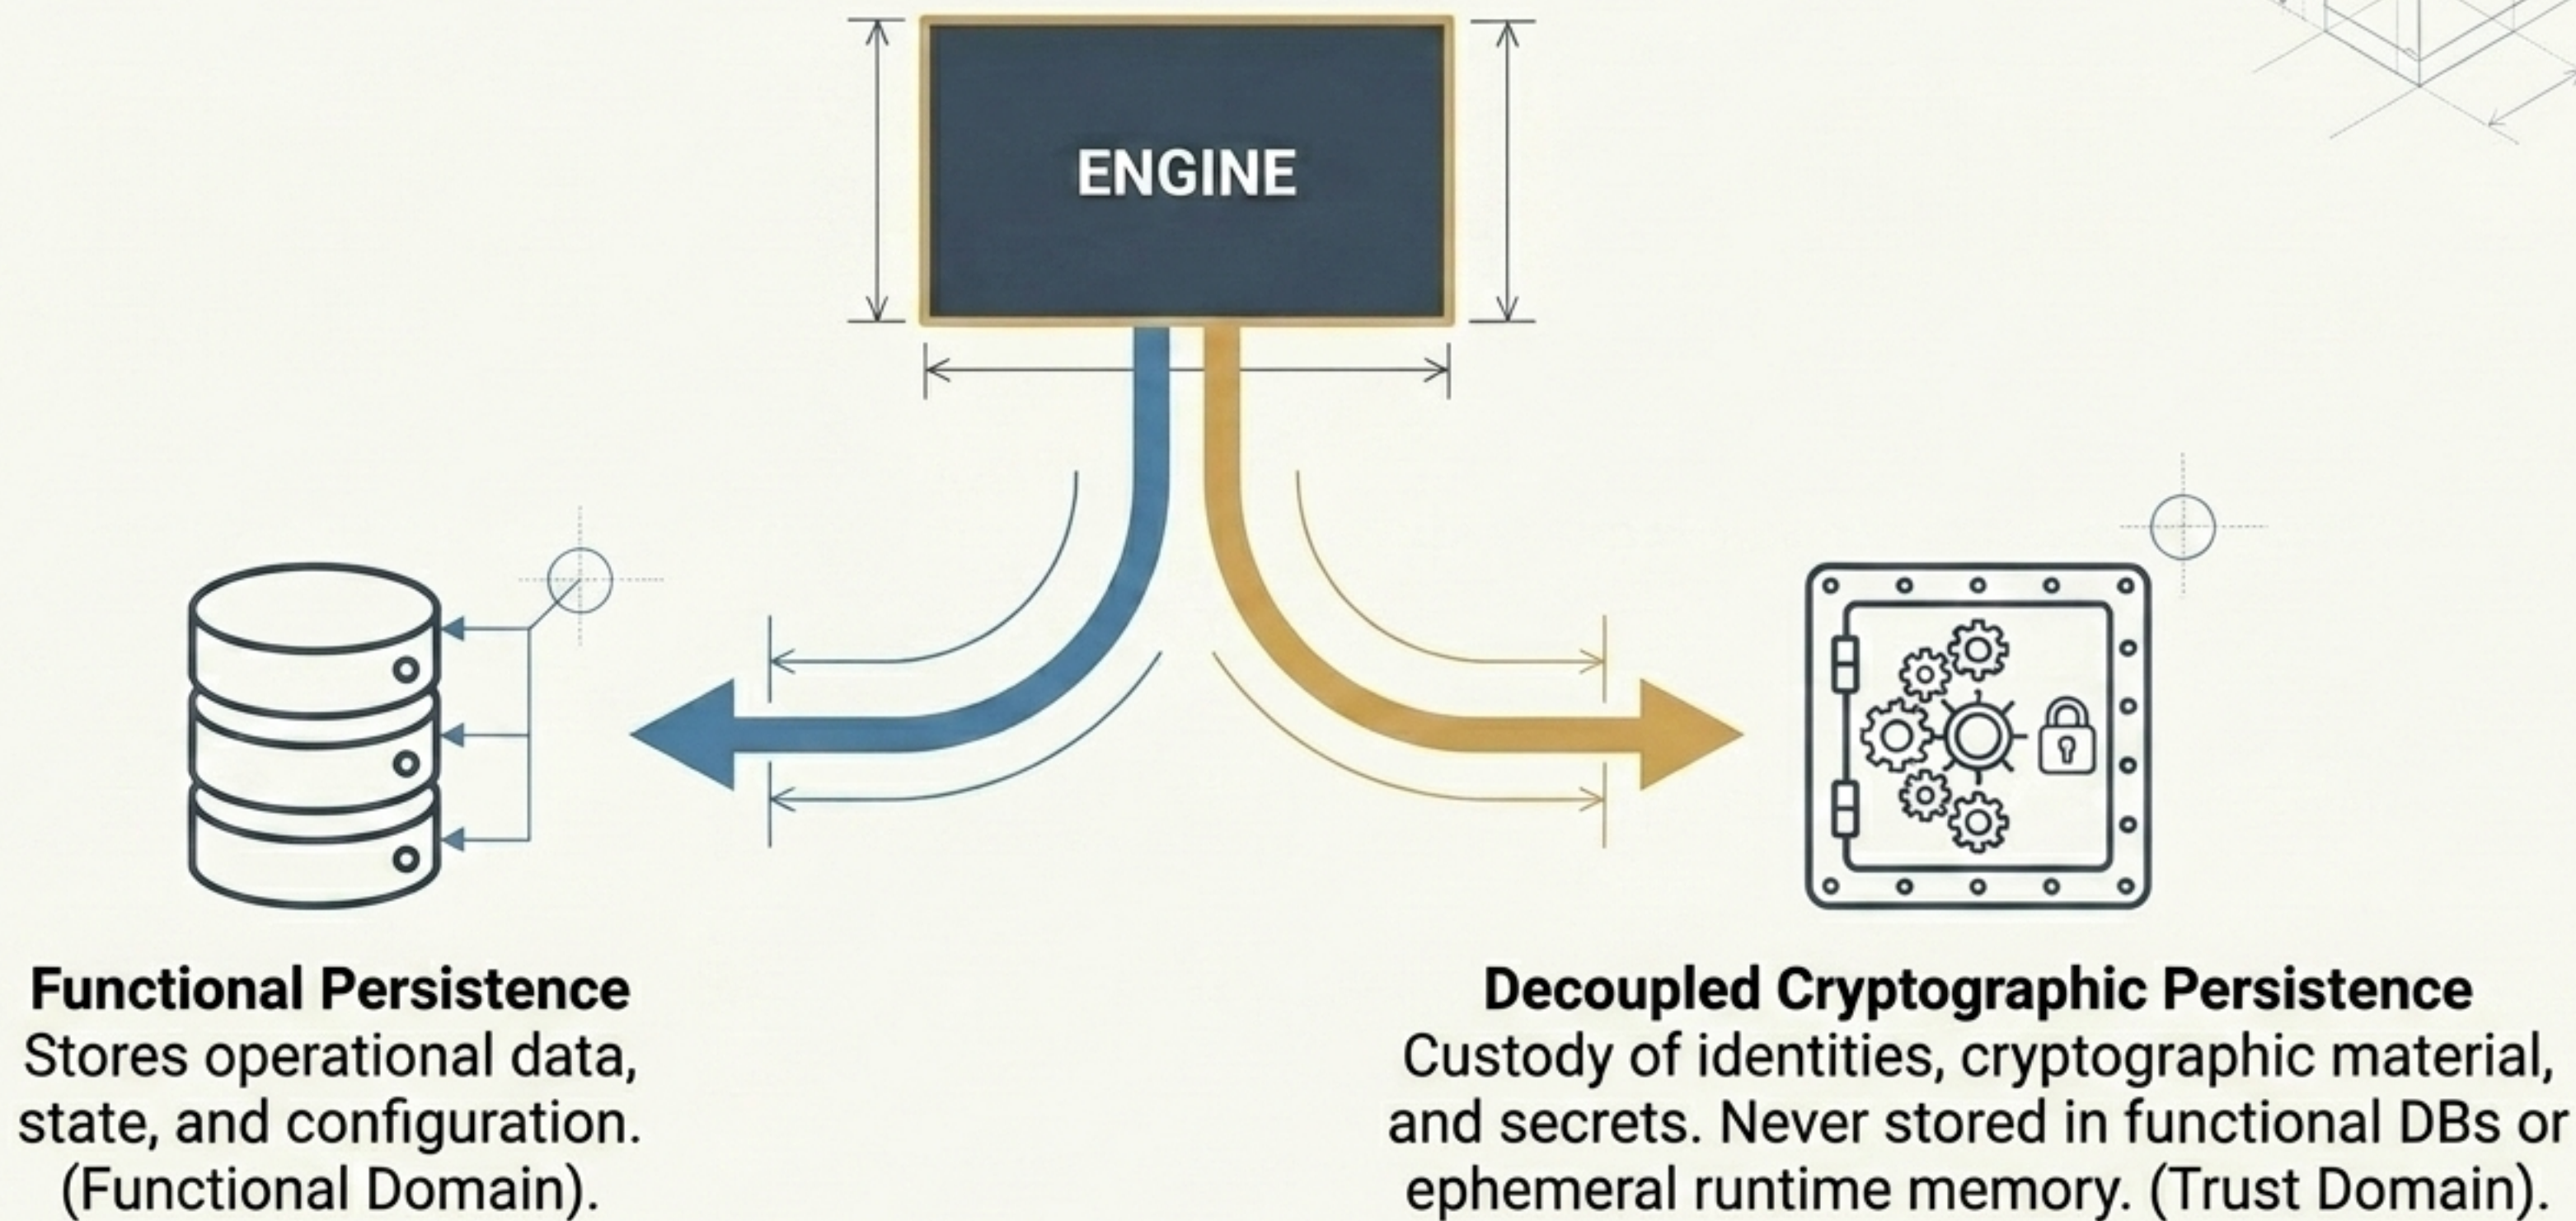 ENGINE
Functional Persistence
Stores operational data,
state, and configuration.
(Functional Domain).
Decoupled Cryptographic Persistence
Custody of identities, cryptographic material,
and secrets. Never stored in functional DBs or
ephemeral runtime memory. (Trust Domain).